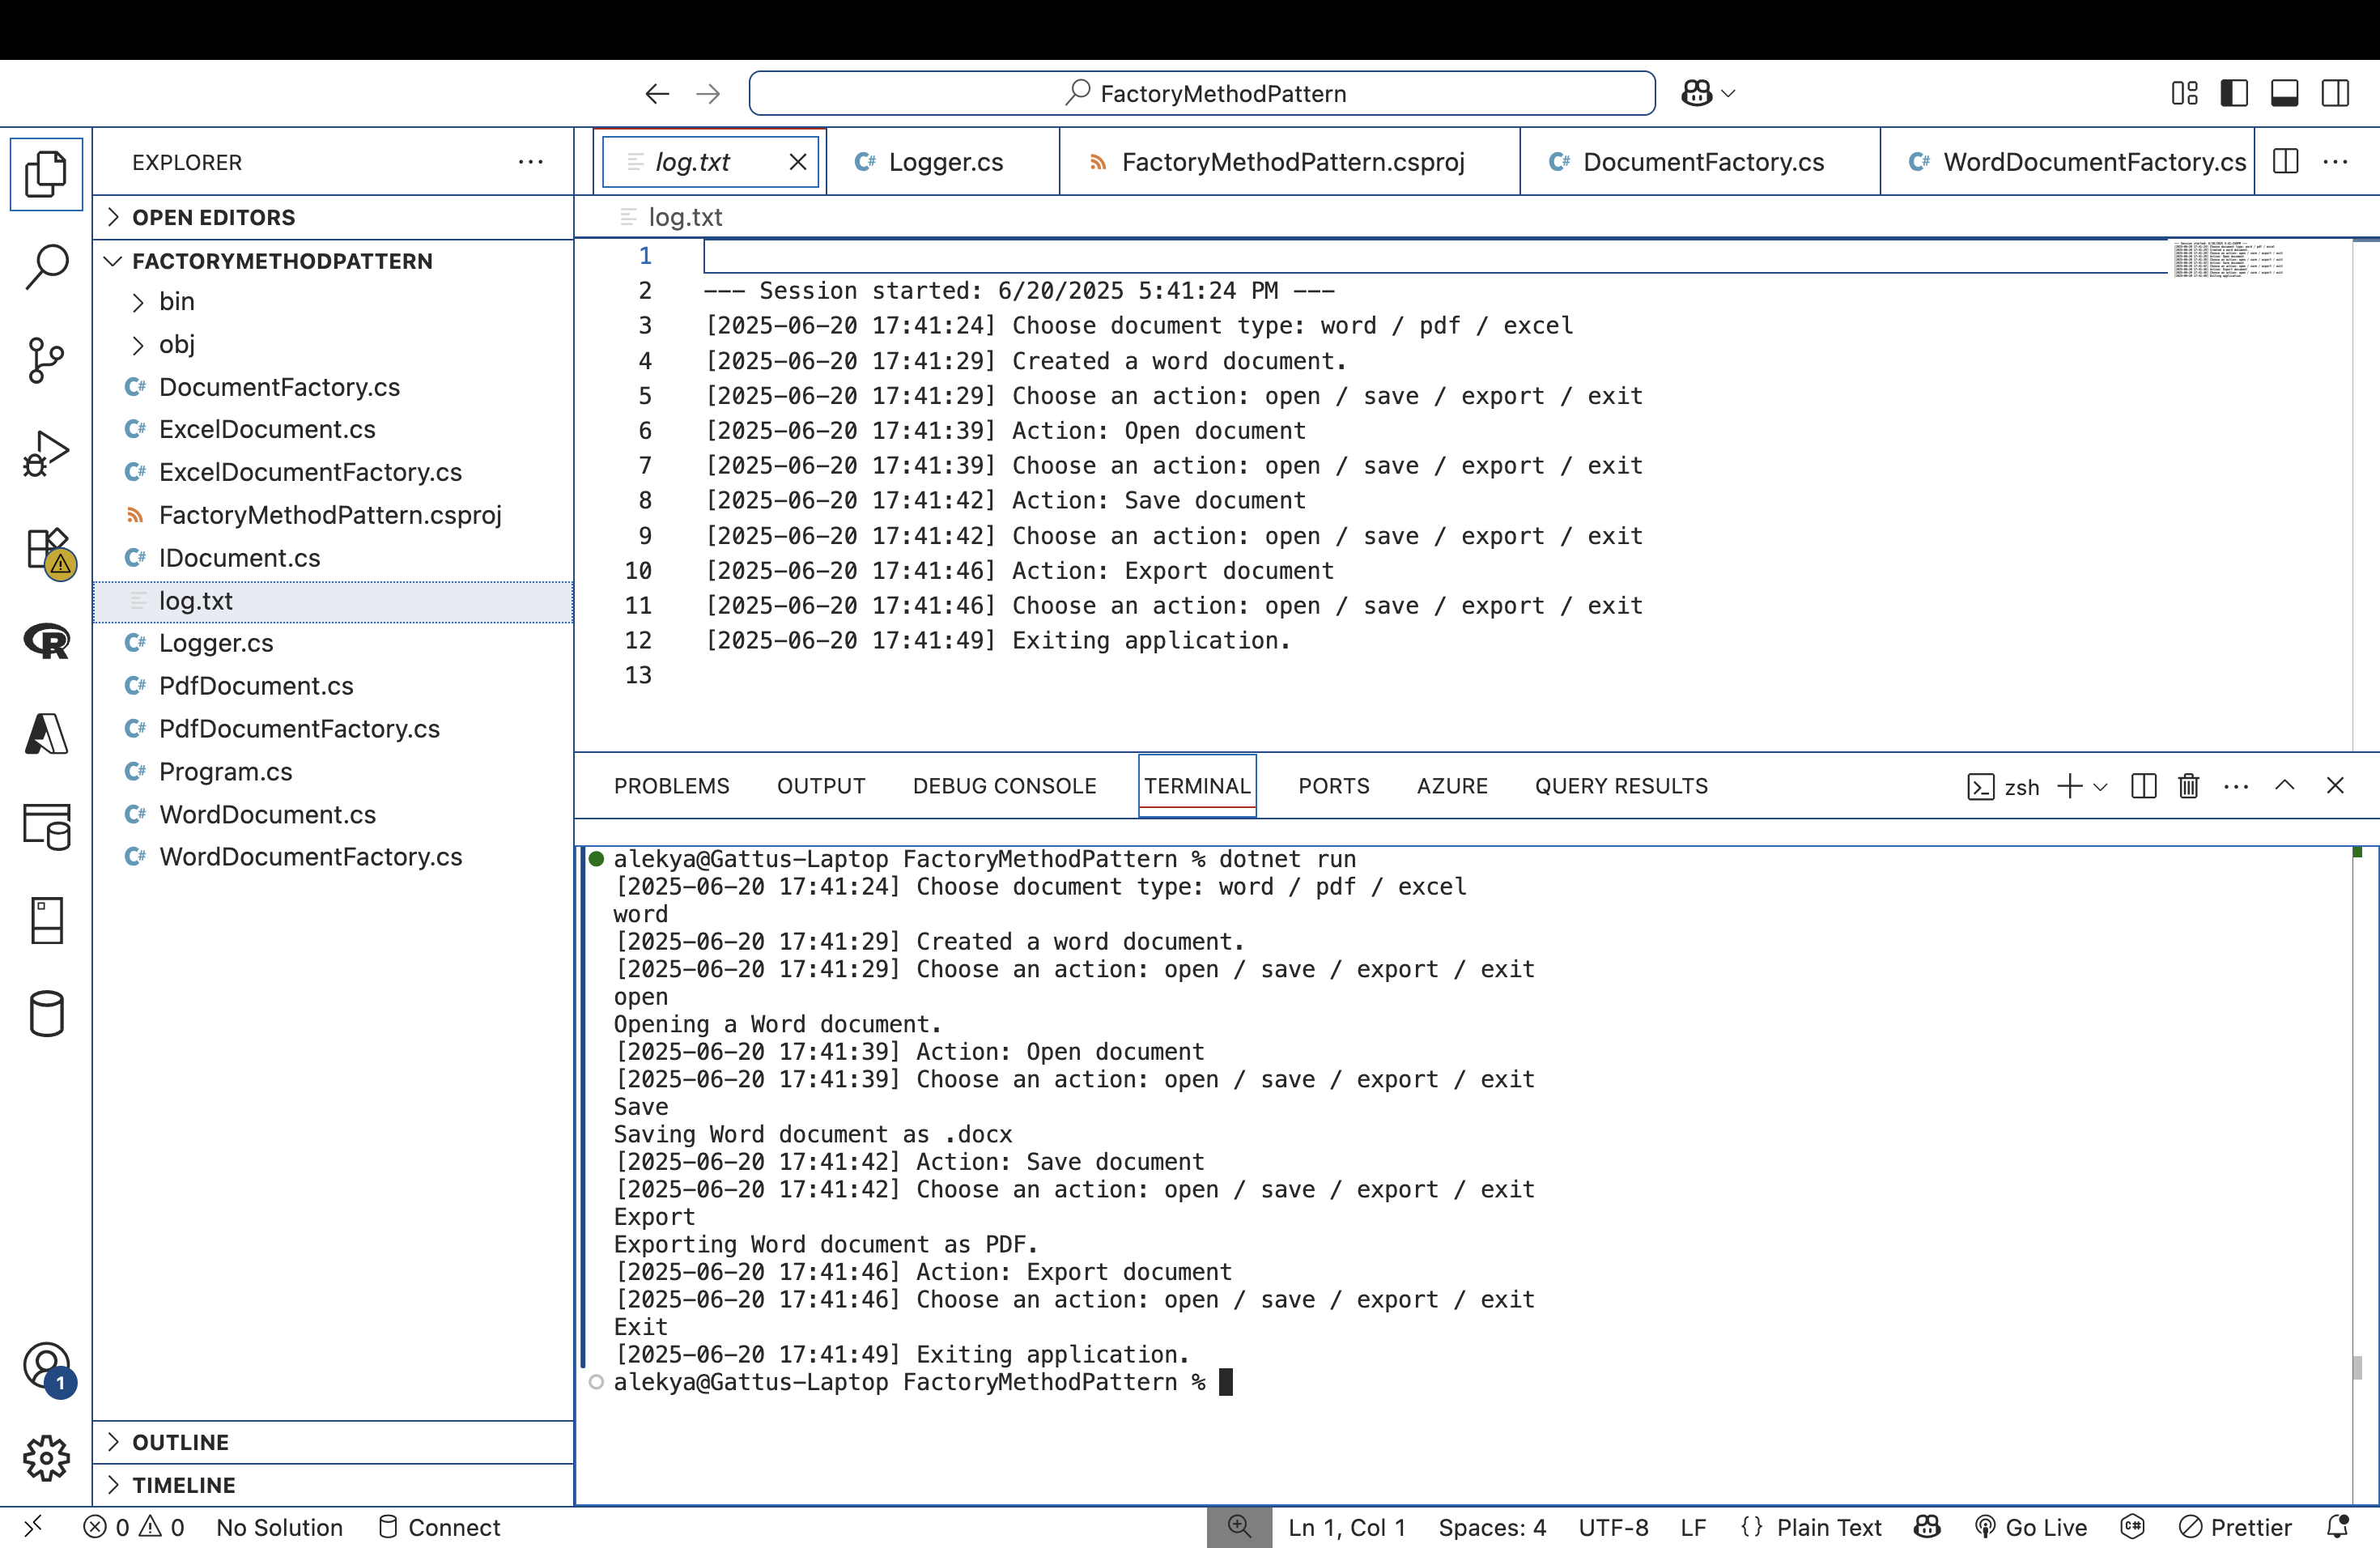 FactoryMethodPattern
EXPLORER
OPEN EDITORS
FACTORYMETHODPATTERN
bin
obj
C# DocumentFactory.cs
C# ExcelDocument.cs
C# ExcelDocumentFactory.cs
FactoryMethodPattern.csproj
C# IDocument.cs
log.txt
C# Logger.cs
C# PdfDocument.cs
C# PdfDocumentFactory.cs
C# Program.cs
C# WordDocument.cs
C# WordDocumentFactory.cs
OUTLINE
TIMELINE
log.txt
C# Logger.cs
FactoryMethodPattern.csproj
C# DocumentFactory.cs
C# WordDocumentFactory.cs
log.txt
1
2 --- Session started: 6/20/2025 5:41:24 PM ---
3 [2025-06-20 17:41:24] Choose document type: word / pdf / excel
4 [2025-06-20 17:41:29] Created a word document.
5 [2025-06-20 17:41:29] Choose an action: open / save / export / exit
6 [2025-06-20 17:41:39] Action: Open document
7 [2025-06-20 17:41:39] Choose an action: open / save / export / exit
8 [2025-06-20 17:41:42] Action: Save document
9 [2025-06-20 17:41:42] Choose an action: open / save / export / exit
10 [2025-06-20 17:41:46] Action: Export document
11 [2025-06-20 17:41:46] Choose an action: open / save / export / exit
12 [2025-06-20 17:41:49] Exiting application.
13
PROBLEMS OUTPUT DEBUG CONSOLE TERMINAL PORTS AZURE QUERY RESULTS zsh
alekya@Gattus-Laptop FactoryMethodPattern % dotnet run
[2025-06-20 17:41:24] Choose document type: word / pdf / excel
word
[2025-06-20 17:41:29] Created a word document.
[2025-06-20 17:41:29] Choose an action: open / save / export / exit
open
Opening a Word document.
[2025-06-20 17:41:39] Action: Open document
[2025-06-20 17:41:39] Choose an action: open / save / export / exit
Save
Saving Word document as .docx
[2025-06-20 17:41:42] Action: Save document
[2025-06-20 17:41:42] Choose an action: open / save / export / exit
Export
Exporting Word document as PDF.
[2025-06-20 17:41:46] Action: Export document
[2025-06-20 17:41:46] Choose an action: open / save / export / exit
Exit
[2025-06-20 17:41:49] Exiting application.
alekya@Gattus-Laptop FactoryMethodPattern %
R
1
0 0 No Solution Connect Ln 1, Col 1 Spaces: 4 UTF-8 LF {} Plain Text Go Live C# Prettier